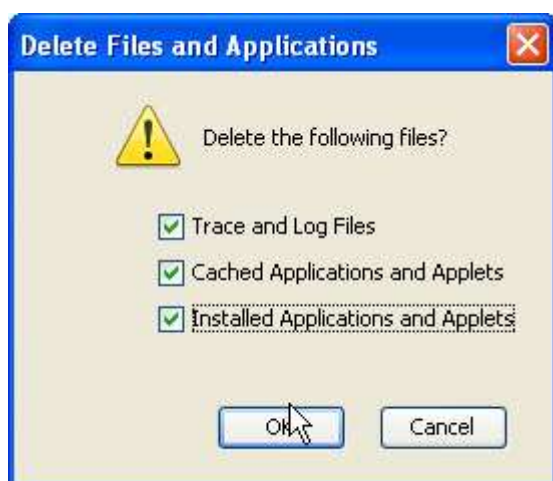 Delete Files and Applications
Delete the following files?
Trace and Log Files
Cached Applications and Applets
Installed Applications and Applets
OK
Cancel